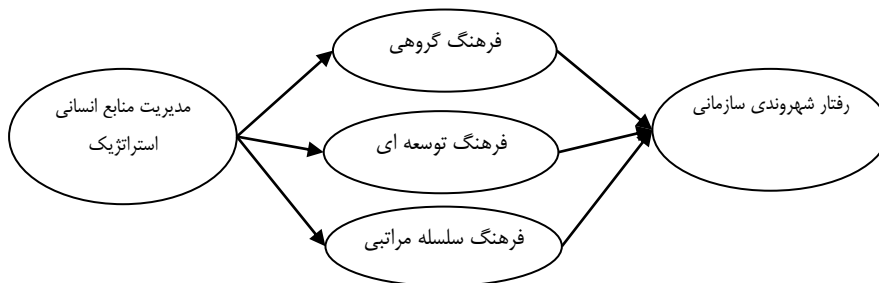 فرهنگ گروهی
مدیریت منابع انسانی
استراتژیک
رفتار شهروندی سازمانی
فرهنگ توسعه ای
فرهنگ سلسله مراتبی